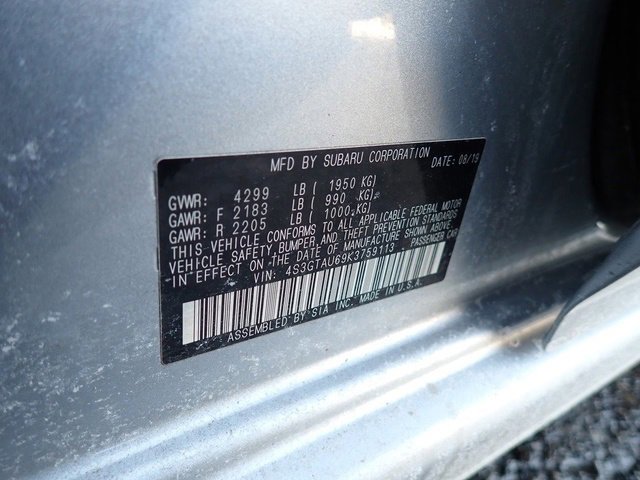 MFD BY SUBARU CORPORATION DATE: 08/19
GVWR: 4299 LB ( 1950 KG)
GAWR: F 2183 LB ( 990 KG)
GAWR: R 2205 LB ( 1000 KG)
THIS VEHICLE CONFORMS TO ALL APPLICABLE FEDERAL MOTOR
VEHICLE SAFETY, BUMPER, AND THEFT PREVENTION STANDARDS
IN EFFECT ON THE DATE OF MANUFACTURE SHOWN ABOVE.
VIN: 4S3GTAU69K3759113 PASSENGER CAR
ASSEMBLED BY SIA INC. MADE IN U.S.A.